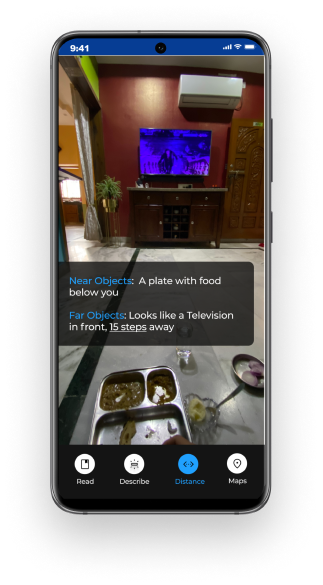 9:41
Near Objects: A plate with food
below you
Far Objects: Looks like a Television
in front, 15 steps away
Read
Describe
Distance
Maps